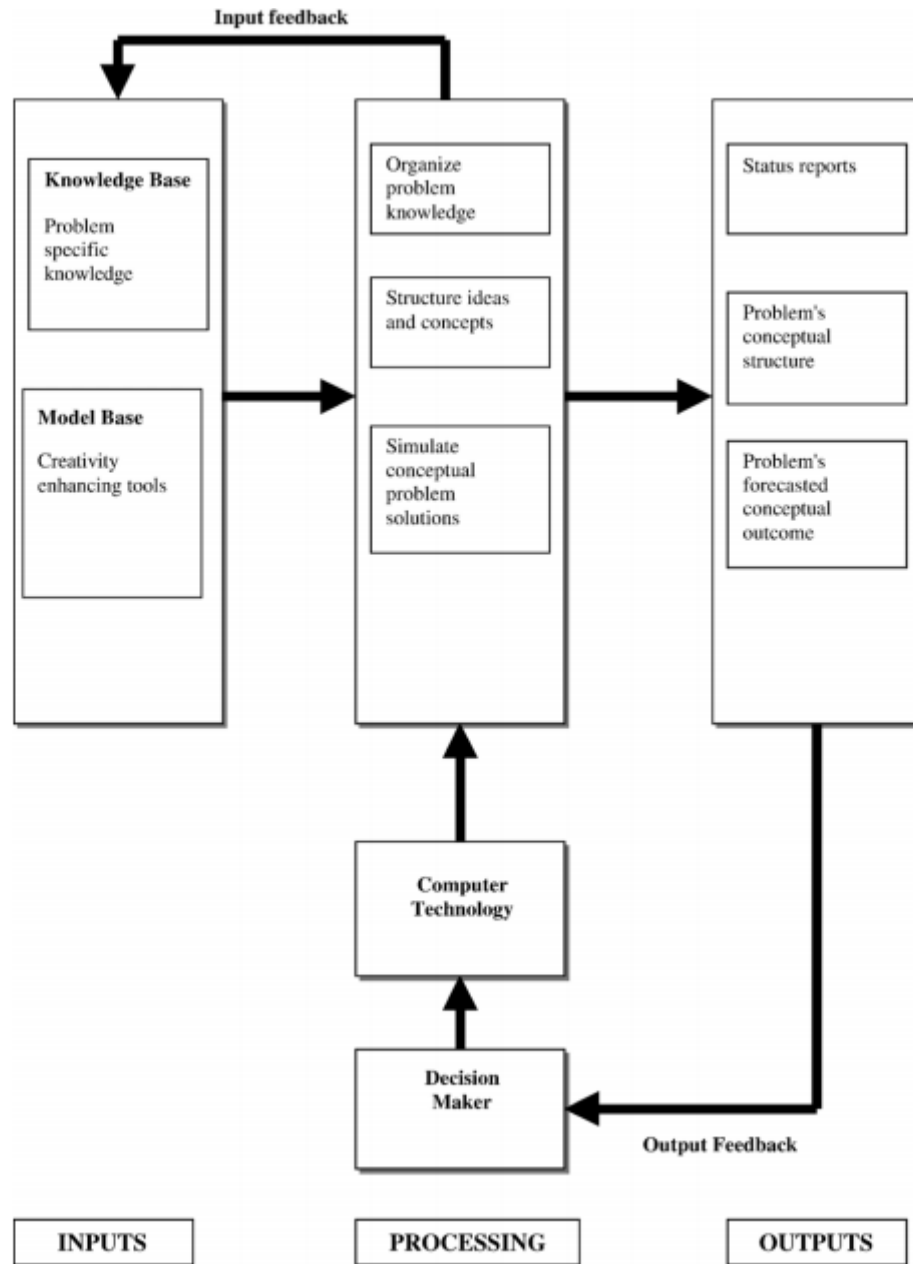 Input feedback
Knowledge Base
Problem
specific
knowledge
Model Base
Creativity
enhancing tools
Organize
problem
knowledge
Structure ideas
and concepts
Simulate
conceptual
problem
solutions
Status reports
Problem's
conceptual
structure
Problem's
forecasted
conceptual
outcome
Computer
Technology
Decision
Maker
Output Feedback
INPUTS
PROCESSING
OUTPUTS